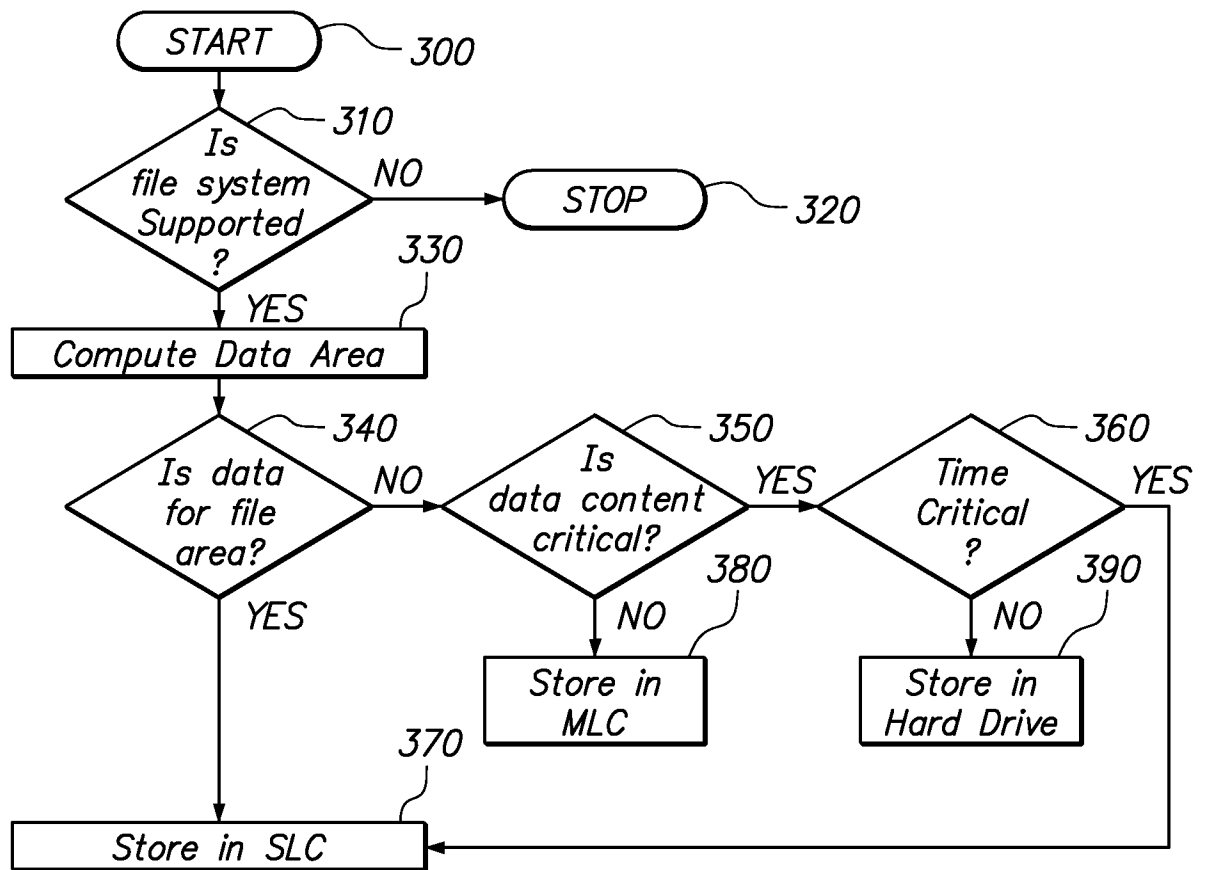 START
300
310
Is
file system
Supported
?
NO
STOP
320
YES
330
Compute Data Area
340
Is data
for file
area?
NO
350
Is
data content
critical?
YES
360
Time
Critical
?
YES
YES
NO
380
NO
390
Store in
MLC
Store in
Hard Drive
370
Store in SLC